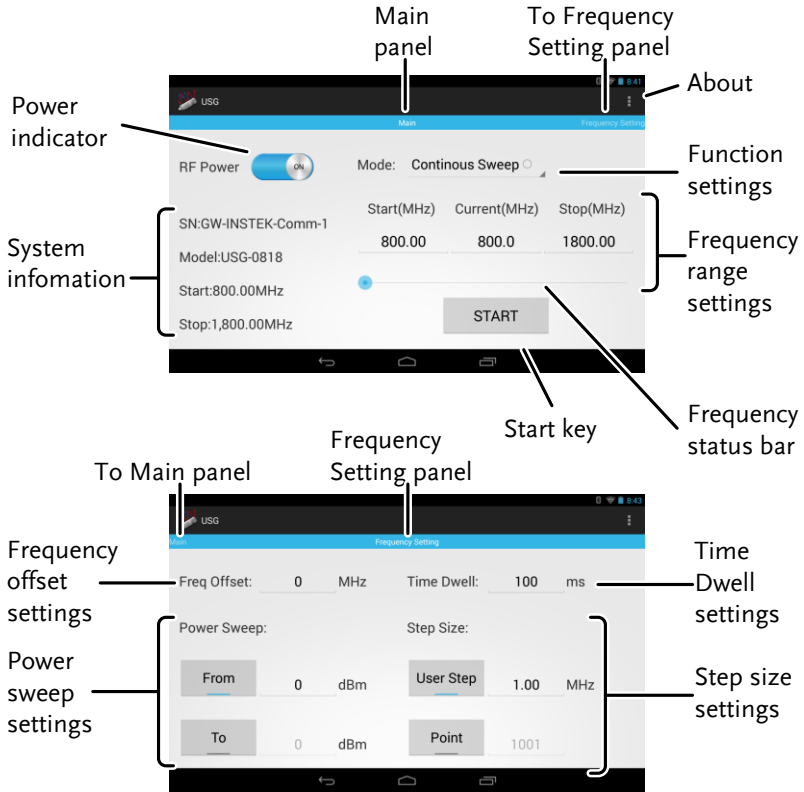 Main
panel
To Frequency
Setting panel
About
Power
indicator
8:41
USG
Main
Frequency Setting
RF Power
ON
Mode: Continous Sweep
Function
settings
System
infomation
SN:GW-INSTEK-Comm-1
Model:USG-0818
Start:800.00MHz
Stop:1,800.00MHz
Start(MHz) Current(MHz) Stop(MHz)
800.00 800.0 1800.00
START
Frequency
range
settings
Start key
Frequency
status bar
To Main panel
Frequency
Setting panel
8:43
USG
Main
Frequency Setting
Frequency
offset
settings
Freq Offset: 0 MHz Time Dwell: 100 ms
Time
Dwell
settings
Power
sweep
settings
Power Sweep: Step Size:
From 0 dBm User Step 1.00 MHz
To 0 dBm Point 1001
Step size
settings